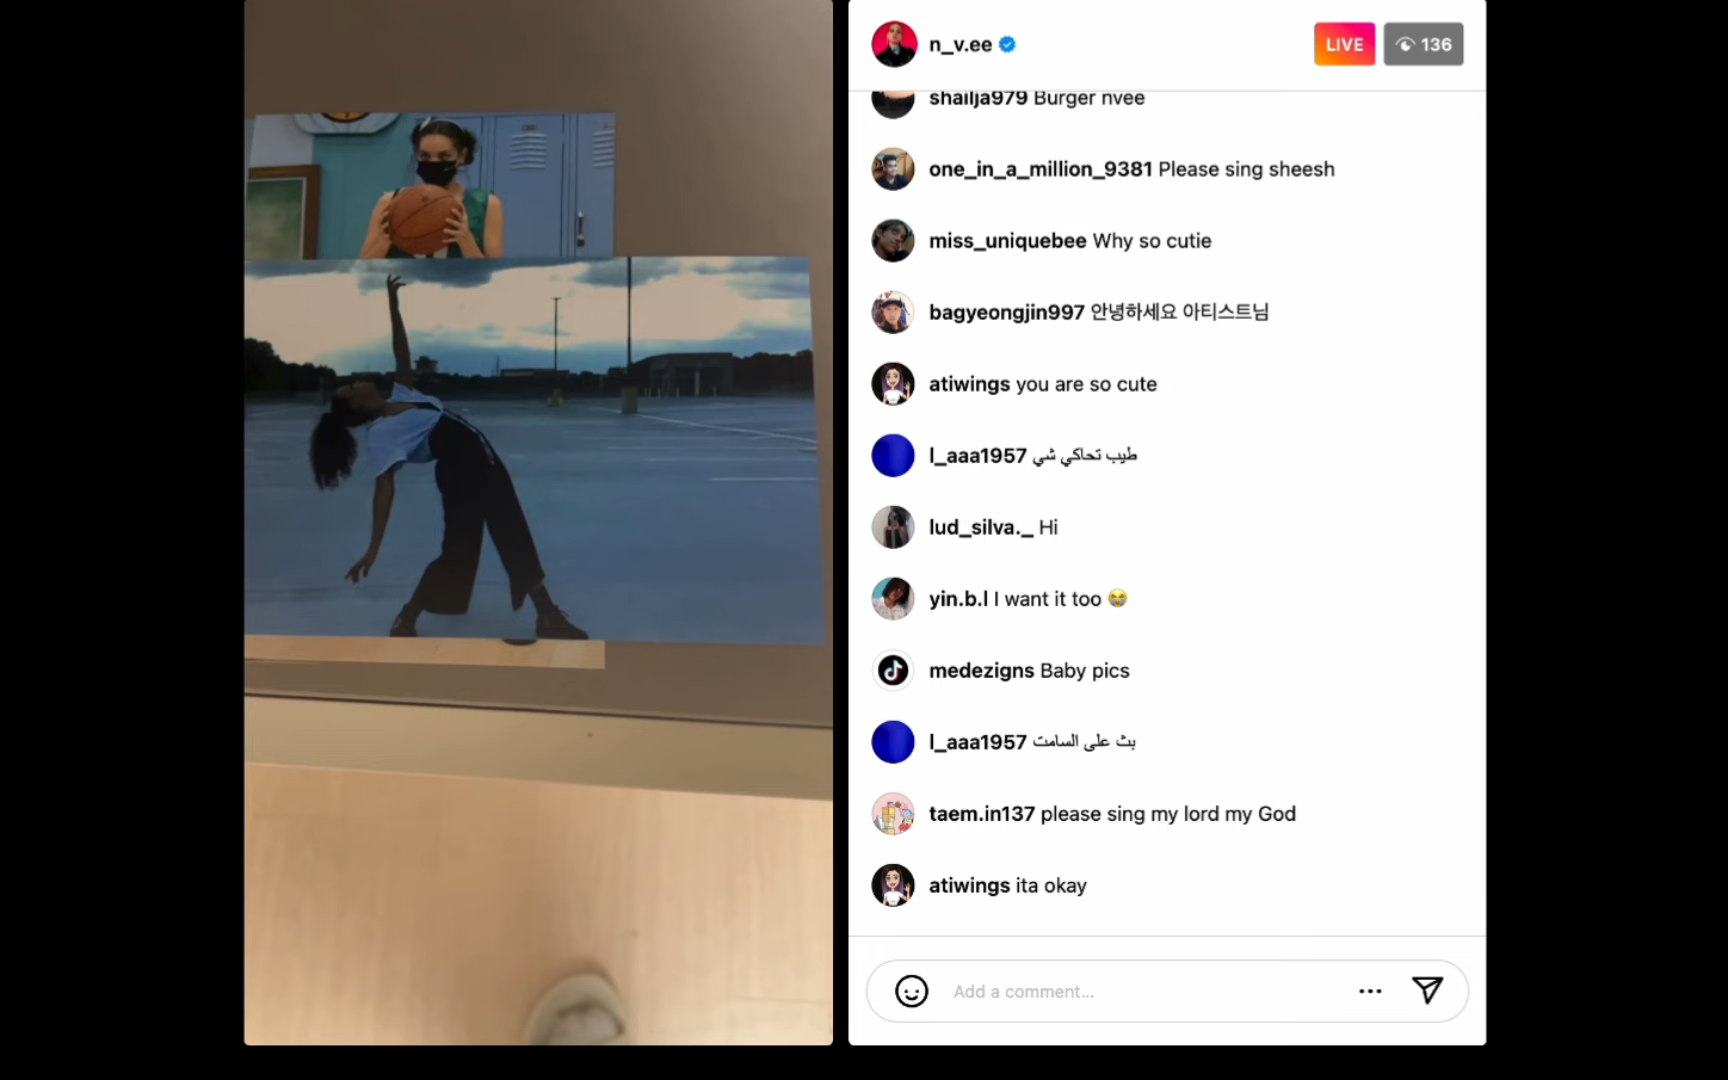 n_v.ee
LIVE
136
shailja979 Burger nvee
one_in_a_million_9381 Please sing sheesh
miss_uniquebee Why so cutie
bagyeongjin997 안녕하세요 아티스트님
atiwings you are so cute
l_aaa1957 طيب تحاكي شي
lud_silva._ Hi
yin.b.l I want it too 😭
medezigns Baby pics
l_aaa1957 بث على السامت
taem.in137 please sing my lord my God
atiwings ita okay
Add a comment...